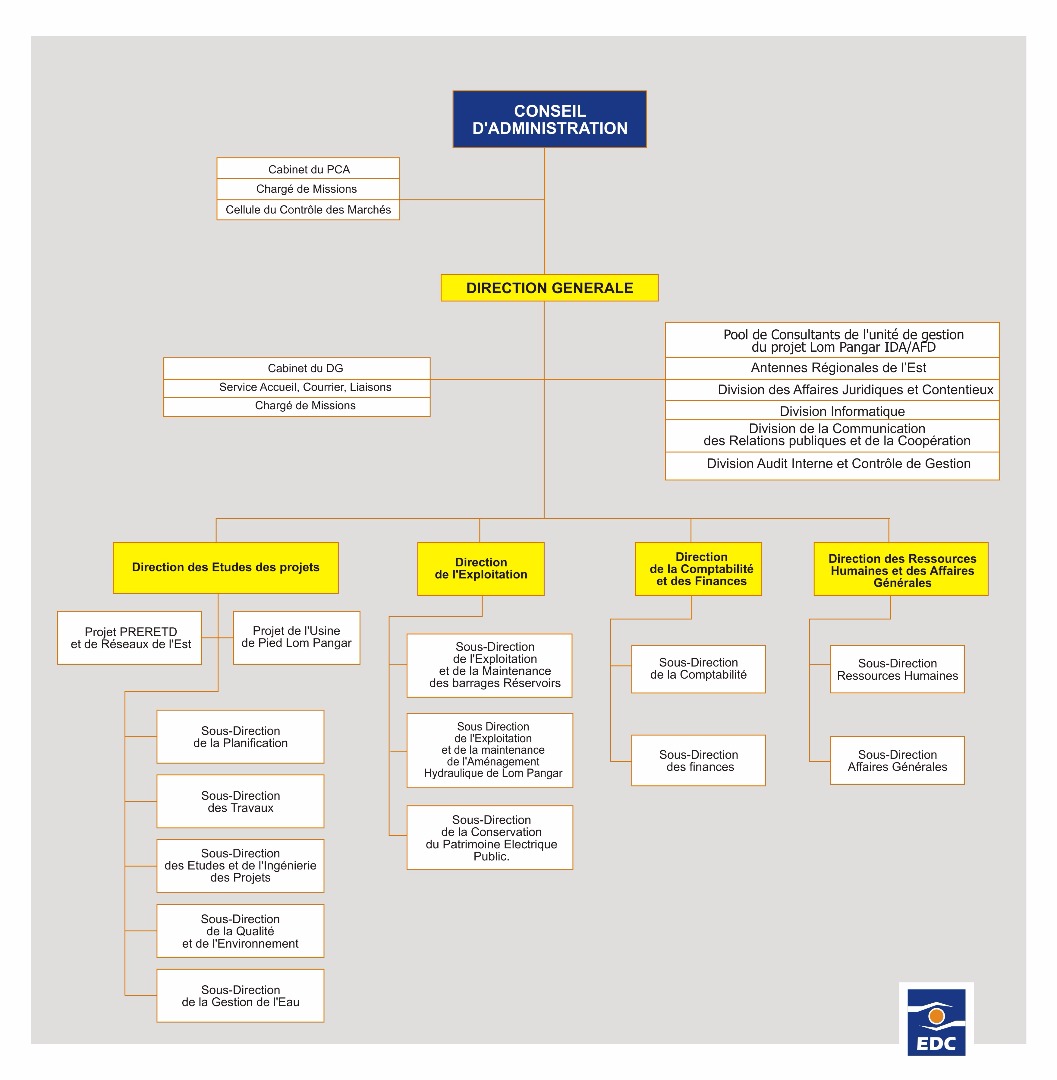 CONSEIL
D'ADMINISTRATION
Cabinet du PCA
Chargé de Missions
Cellule du Contrôle des Marchés
DIRECTION GENERALE
Cabinet du DG
Service Accueil, Courrier, Liaisons
Chargé de Missions
Pool de Consultants de l'unité de gestion
du projet Lom Pangar IDA/AFD
Antennes Régionales de l'Est
Division des Affaires Juridiques et Contentieux
Division Informatique
Division de la Communication
des Relations publiques et de la Coopération
Division Audit Interne et Contrôle de Gestion
Direction des Etudes des projets
Projet PRERETD
et de Réseaux de l'Est
Projet de l'Usine
de Pied Lom Pangar
Sous-Direction
de la Planification
Sous-Direction
des Travaux
Sous-Direction
des Etudes et de l'Ingénierie
des Projets
Sous-Direction
de la Qualité
et de l'Environnement
Sous-Direction
de la Gestion de l'Eau
Direction
de l'Exploitation
Sous-Direction
de l'Exploitation
et de la Maintenance
des barrages Réservoirs
Sous Direction
de l'Exploitation
et de la maintenance
de l'Aménagement
Hydraulique de Lom Pangar
Sous-Direction
de la Conservation
du Patrimoine Electrique
Public.
Direction
de la Comptabilité
et des Finances
Sous-Direction
de la Comptabilité
Sous-Direction
des finances
Direction des Ressources
Humaines et des Affaires
Générales
Sous-Direction
Ressources Humaines
Sous-Direction
Affaires Générales
EDC